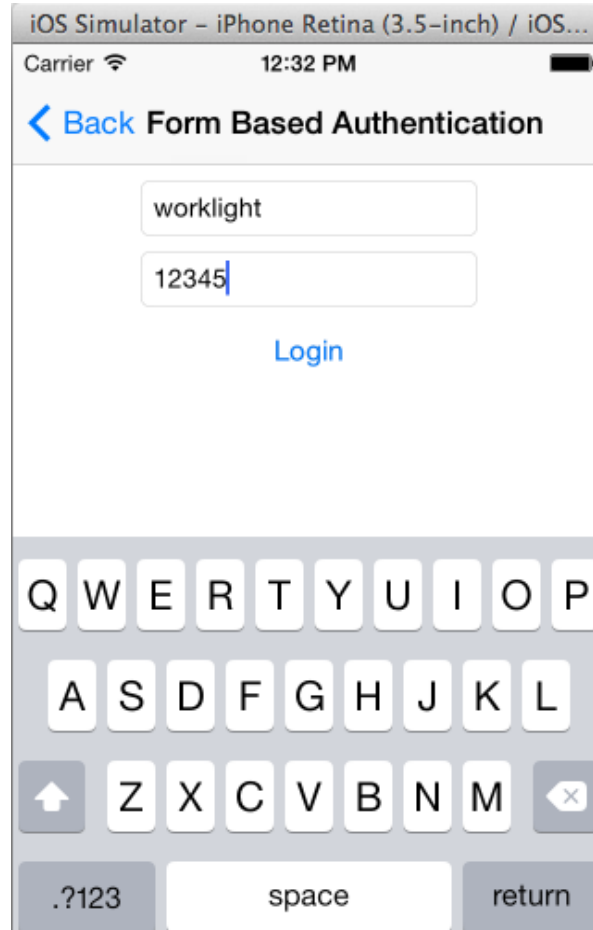 iOS Simulator – iPhone Retina (3.5-inch) / iOS...
Carrier 12:32 PM
Back Form Based Authentication
worklight
12345
Login
Q W E R T Y U I O P
A S D F G H J K L
Z X C V B N M
.?123 space return